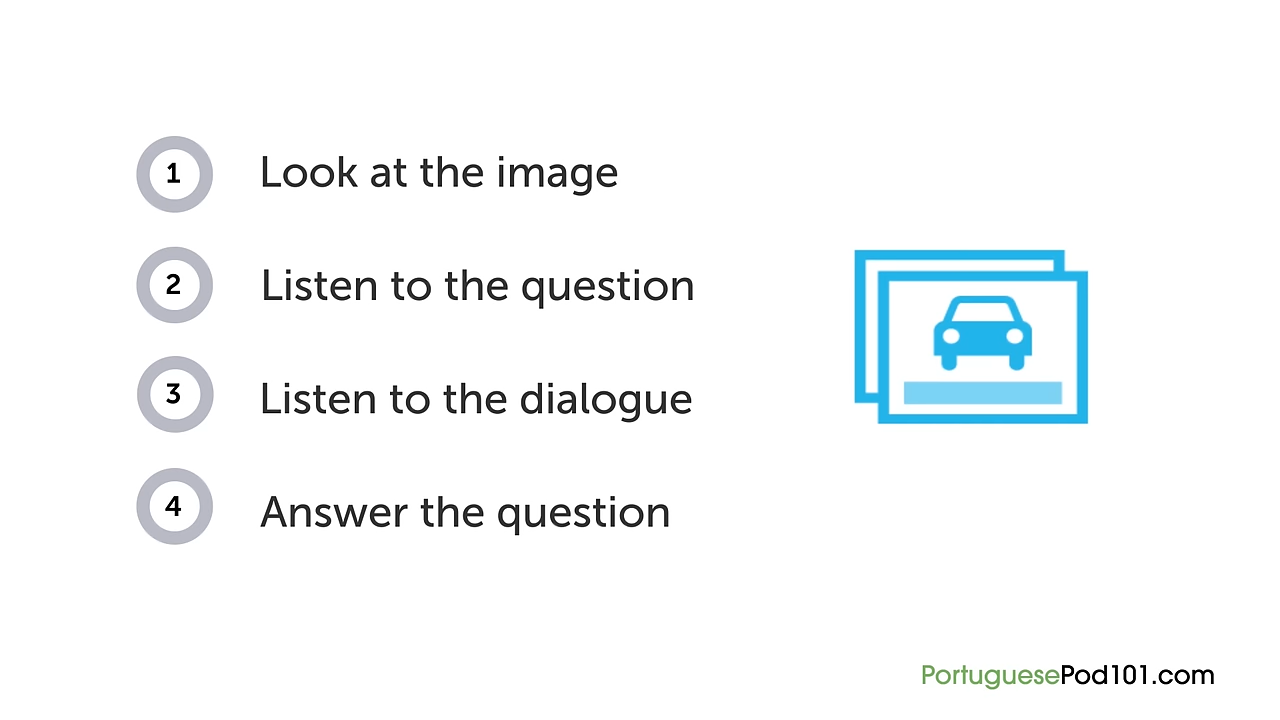 1 Look at the image
2 Listen to the question
3 Listen to the dialogue
4 Answer the question
PortuguesePod101.com